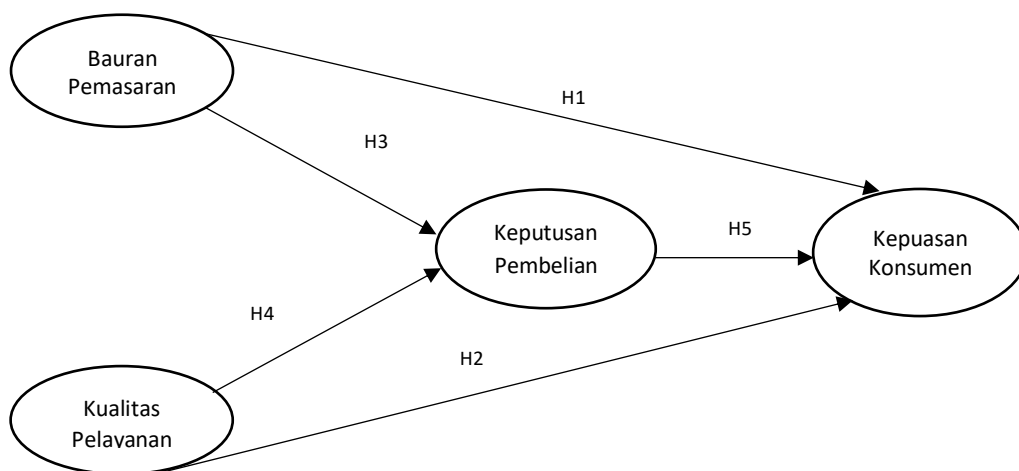 Bauran
Pemasaran
H1
H3
Keputusan
Pembelian
H5
Kepuasan
Konsumen
H4
H2
Kualitas
Pelayanan